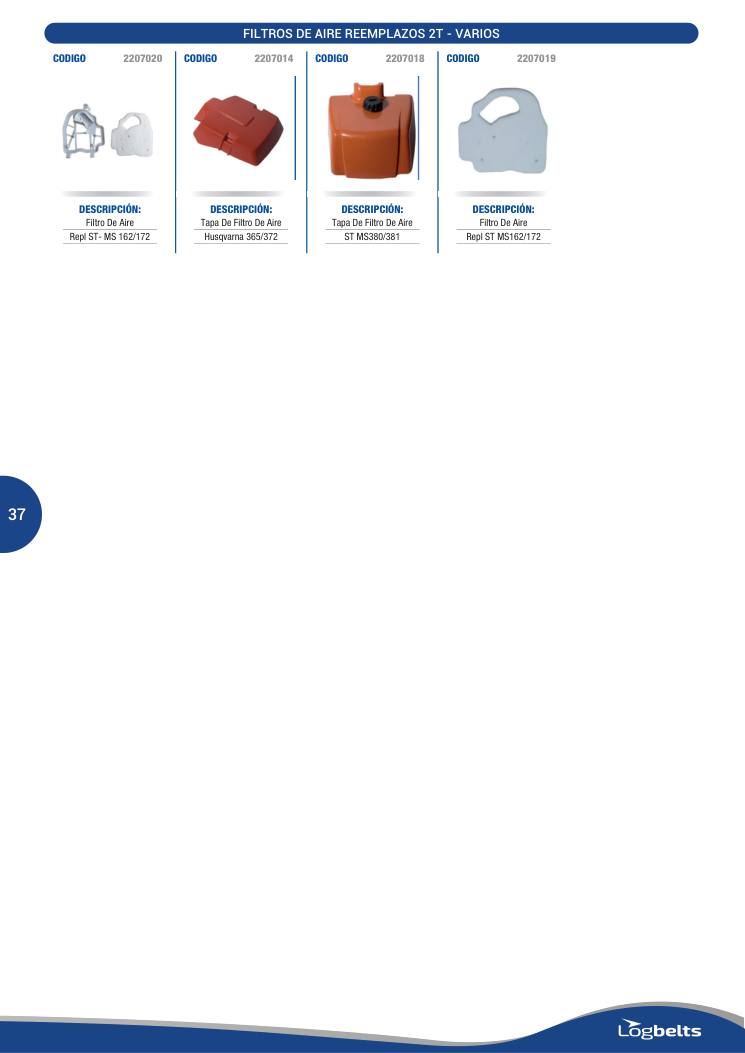 FILTROS DE AIRE REEMPLAZOS 2T - VARIOS
CODIGO 2207020
DESCRIPCIÓN:
Filtro De Aire
Repl ST- MS 162/172
CODIGO 2207014
DESCRIPCIÓN:
Tapa De Filtro De Aire
Husqvarna 365/372
CODIGO 2207018
DESCRIPCIÓN:
Tapa De Filtro De Aire
ST MS380/381
CODIGO 2207019
DESCRIPCIÓN:
Filtro De Aire
Repl ST MS162/172
37
Logbelts